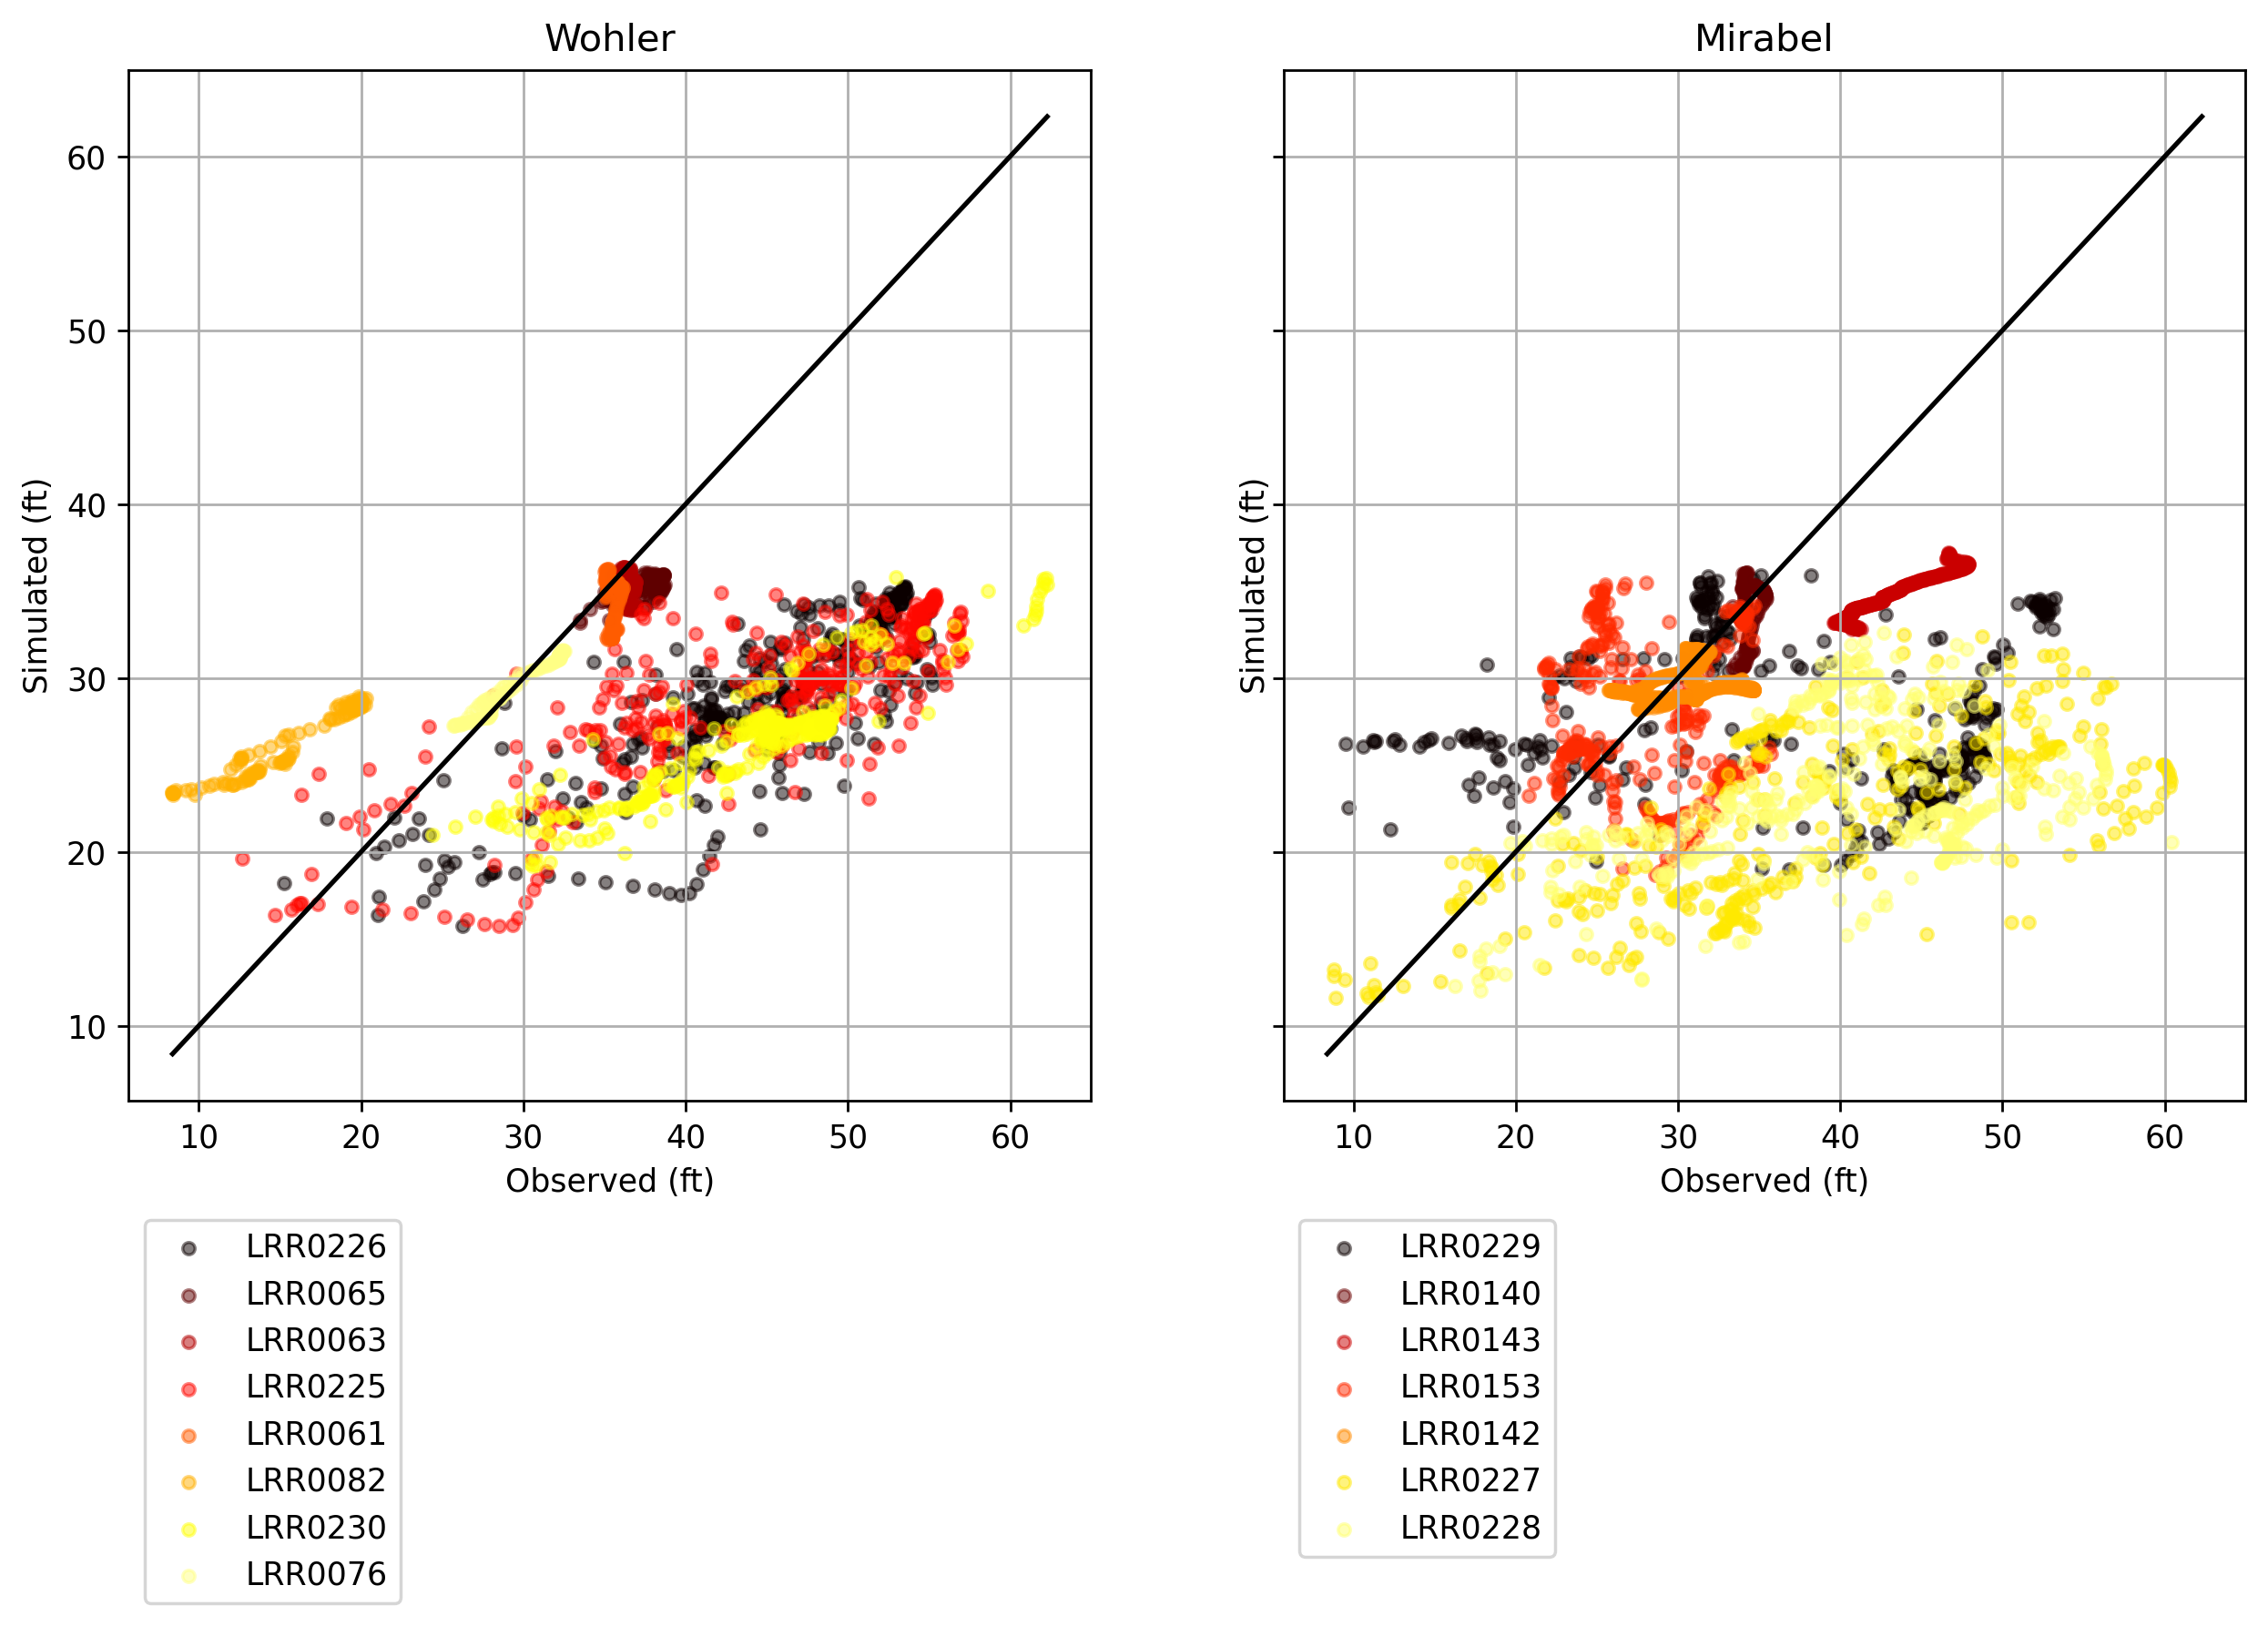 Wohler
60
50
40
30
20
10
Simulated (ft)
10 20 30 40 50 60
Observed (ft)
LRR0226
LRR0065
LRR0063
LRR0225
LRR0061
LRR0082
LRR0230
LRR0076
Mirabel
Simulated (ft)
10 20 30 40 50 60
Observed (ft)
LRR0229
LRR0140
LRR0143
LRR0153
LRR0142
LRR0227
LRR0228